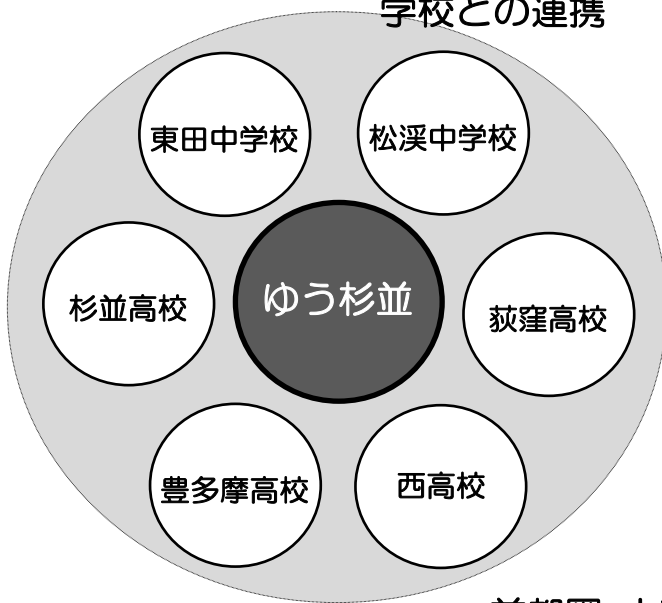 学校との連携
東田中学校
松渓中学校
ゆう杉並
杉並高校
荻窪高校
豊多摩高校
西高校